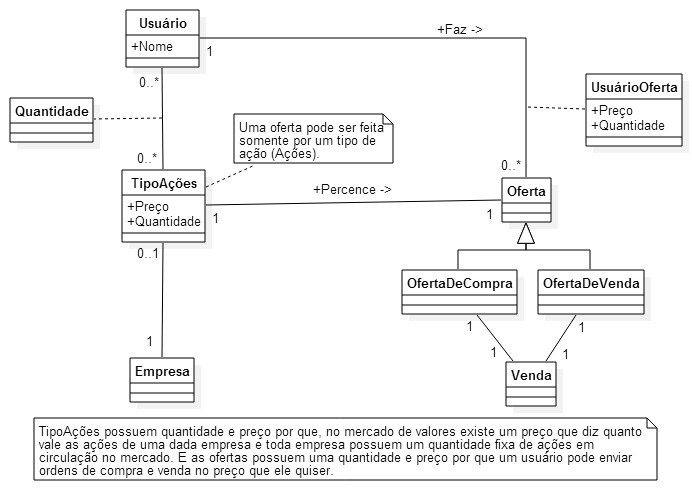 Usuário
+Nome
1
+Faz ->
0..*
Quantidade
UsuárioOferta
+Preço
+Quantidade
Uma oferta pode ser feita
somente por um tipo de
ação (Ações).
0..*
0..*
TipoAções
+Preço
+Quantidade
+Percence ->
1
1
Oferta
0..1
OfertaDeCompra
OfertaDeVenda
1
1
1
1
1
Empresa
Venda
TipoAções possuem quantidade e preço por que, no mercado de valores existe um preço que diz quanto
vale as ações de uma dada empresa e toda empresa possuem um quantidade fixa de ações em
circulação no mercado. E as ofertas possuem uma quantidade e preço por que um usuário pode enviar
ordens de compra e venda no preço que ele quiser.